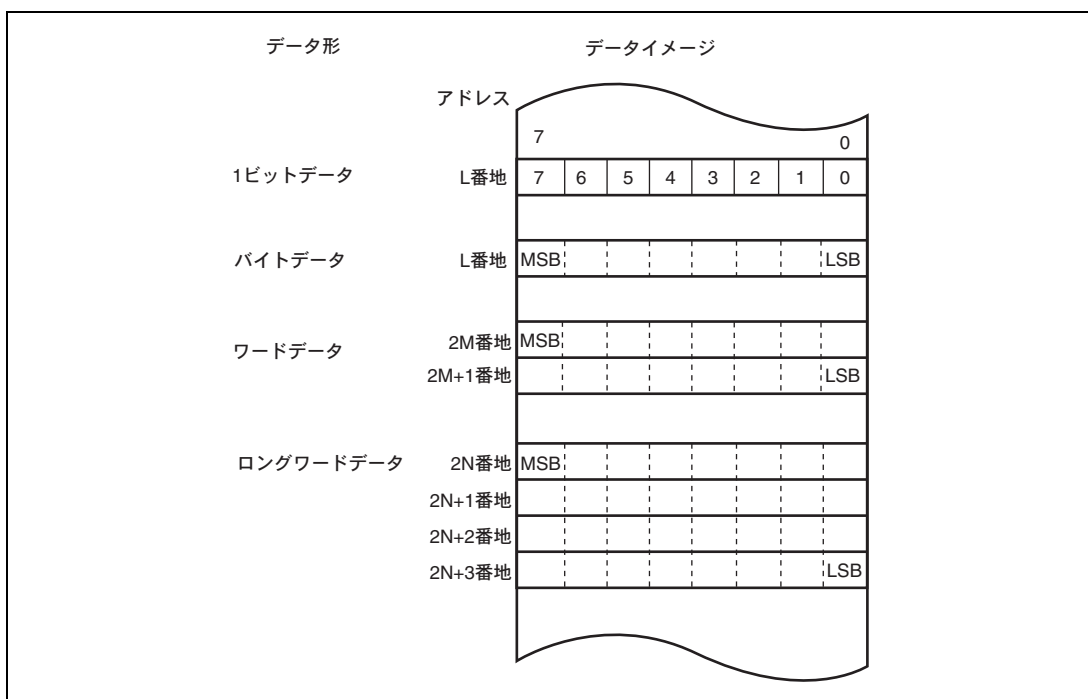 データ形 データイメージ
アドレス
7 0
1ビットデータ L番地 7 6 5 4 3 2 1 0
バイトデータ L番地 MSB LSB
ワードデータ 2M番地 MSB
2M+1番地 LSB
ロングワードデータ 2N番地 MSB
2N+1番地
2N+2番地
2N+3番地 LSB